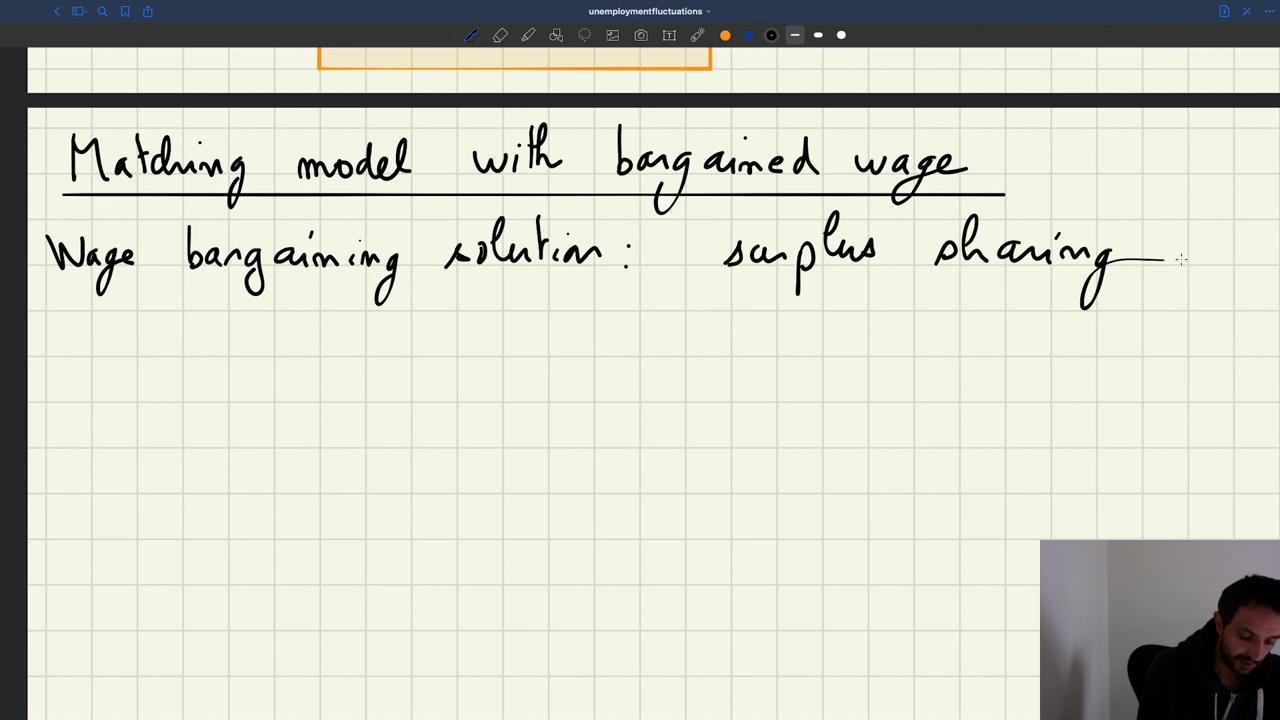 unemploymentfluctuations
Matching model with bargained wage
Wage bargaining solution: surplus sharing